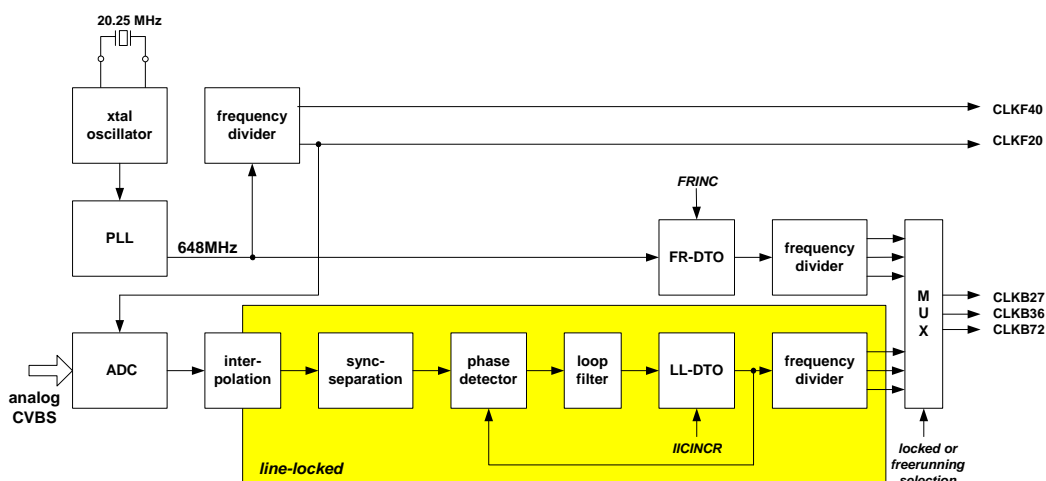 20.25 MHz
xtal
oscillator
frequency
divider
CLKF40
CLKF20
FRINC
PLL
648MHz
FR-DTO
frequency
divider
M
U
X
CLKB27
CLKB36
CLKB72
ADC
inter-
polation
sync-
separation
phase
detector
loop
filter
LL-DTO
frequency
divider
analog
CVBS
IICINCR
line-locked
locked or
freerunning
selection